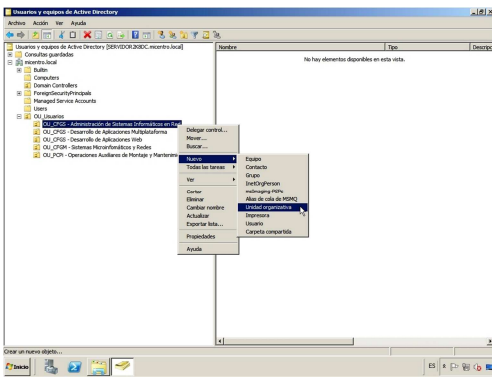 Usuarios y equipos de Active Directory
Archivo Acción Ver Ayuda
Usuarios y equipos de Active Directory [SERVIDOR2K8DC.micentro.local]
Consultas guardadas
micentro.local
Builtin
Computers
Domain Controllers
ForeignSecurityPrincipals
Managed Service Accounts
Users
OU_Usuarios
OU_CFGS - Administración de Sistemas Informáticos en Red
OU_CFGS - Desarrollo de Aplicaciones Multiplataforma
OU_CFGS - Desarrollo de Aplicaciones Web
OU_CFGM - Sistemas Microinfomáticos y Redes
OU_PCPI - Operaciones Auxiliares de Montaje y Mantenimi
Nombre Tipo Descripc
No hay elementos disponibles en esta vista.
Delegar control...
Mover...
Buscar...
Nuevo
Todas las tareas
Ver
Cortar
Eliminar
Cambiar nombre
Actualizar
Exportar lista...
Propiedades
Ayuda
Equipo
Contacto
Grupo
InetOrgPerson
msImaging-PSPs
Alias de cola de MSMQ
Unidad organizativa
Impresora
Usuario
Carpeta compartida
Crear un nuevo objeto...
Inicio
ES